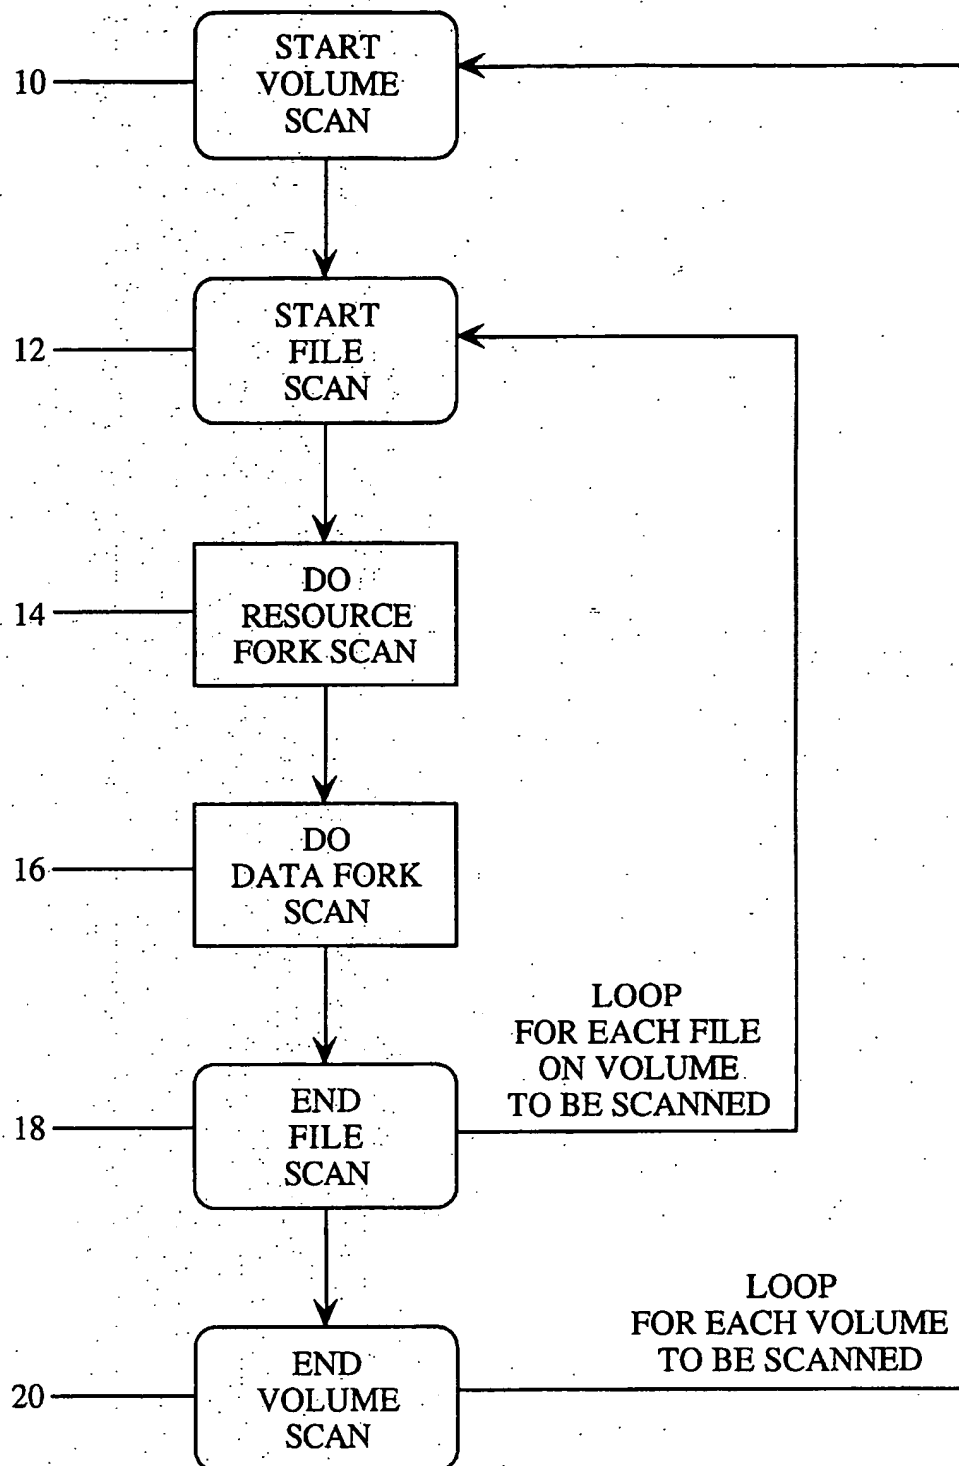 START
10
VOLUME
SCAN
START
12
FILE
SCAN
DO
14
RESOURCE
FORK SCAN
DO
16
DATA FORK
SCAN
LOOP
FOR EACH FILE
ON VOLUME
TO BE SCANNED
END
18
FILE
SCAN
LOOP
FOR EACH VOLUME
TO BE SCANNED
END
20
VOLUME
SCAN